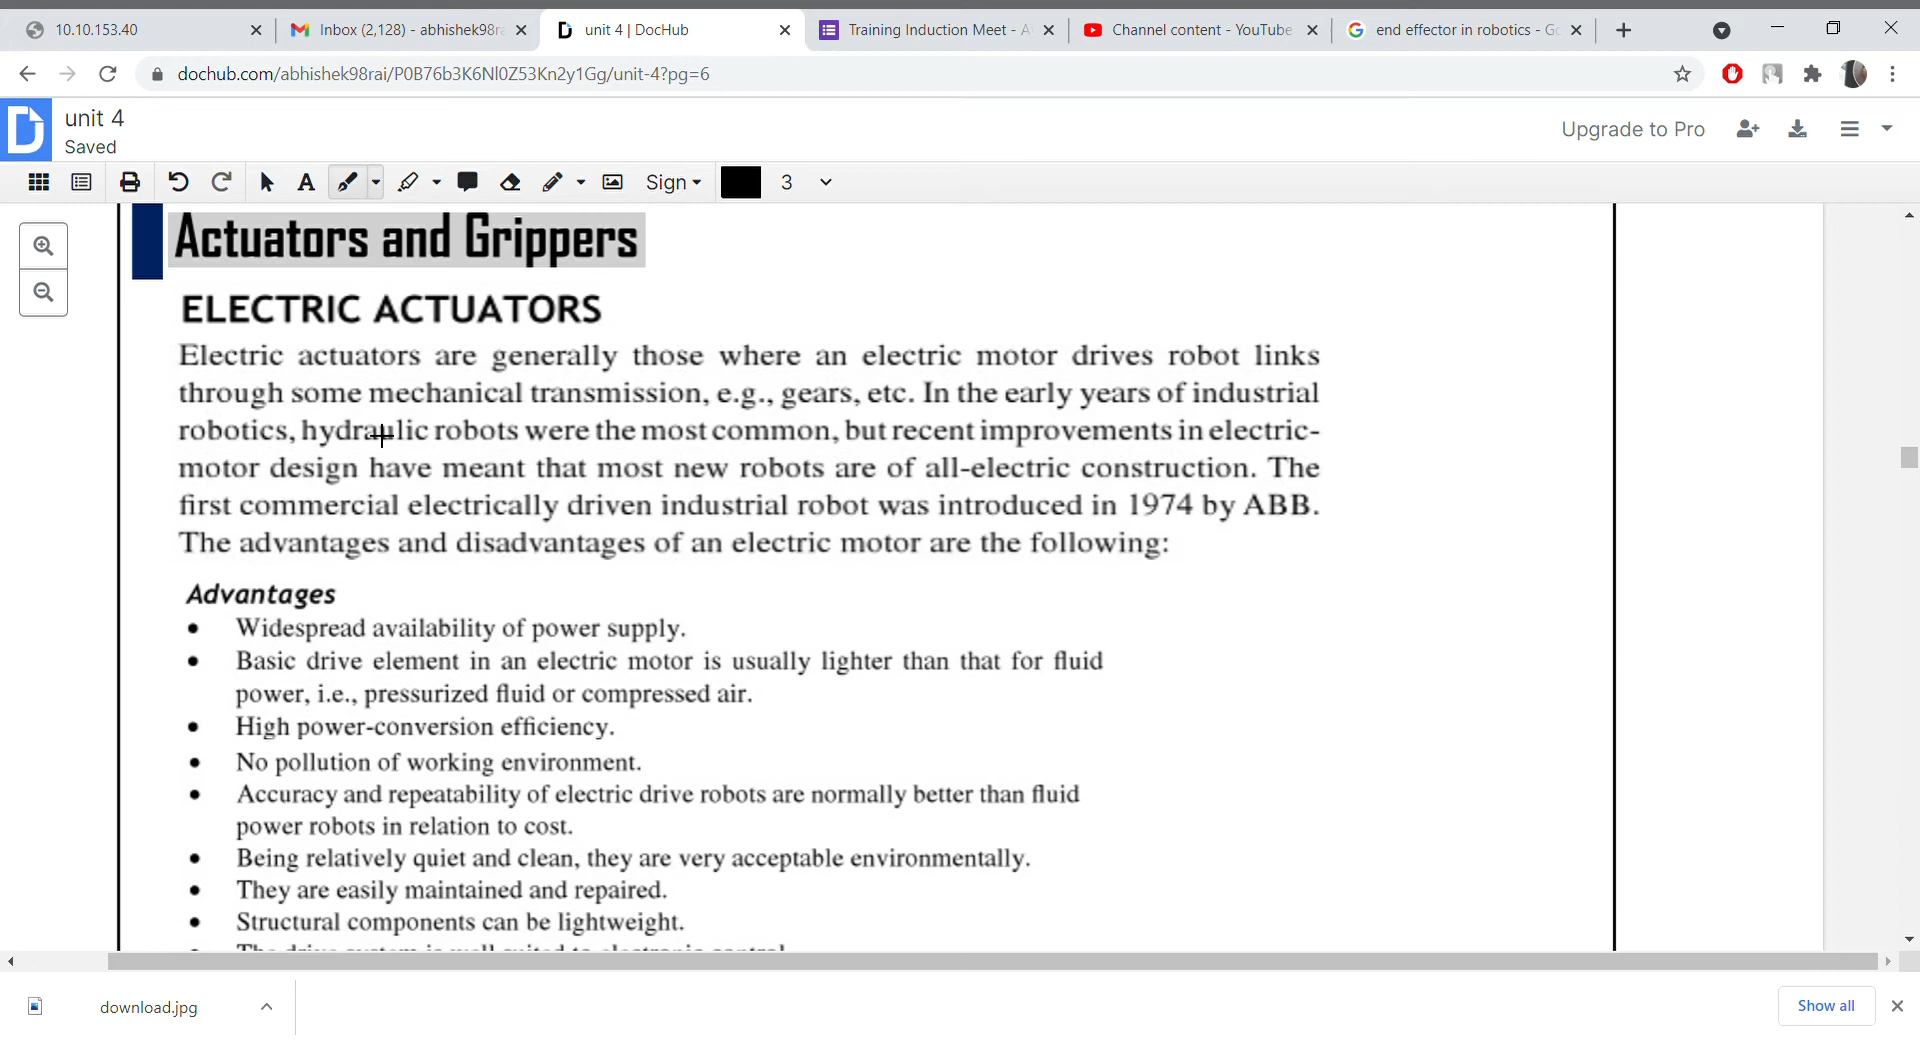 10.10.153.40
Inbox (2,128) - abhishek98r
unit 4 | DocHub
Training Induction Meet - A
Channel content - YouTube
end effector in robotics - Go
dochub.com/abhishek98rai/P0B76b3K6Nl0Z53Kn2y1Gg/unit-4?pg=6
unit 4
Saved
Upgrade to Pro
A
Sign
3
Actuators and Grippers
ELECTRIC ACTUATORS
Electric actuators are generally those where an electric motor drives robot links
through some mechanical transmission, e.g., gears, etc. In the early years of industrial
robotics, hydraulic robots were the most common, but recent improvements in electric-
motor design have meant that most new robots are of all-electric construction. The
first commercial electrically driven industrial robot was introduced in 1974 by ABB.
The advantages and disadvantages of an electric motor are the following:
Advantages
• Widespread availability of power supply.
• Basic drive element in an electric motor is usually lighter than that for fluid
power, i.e., pressurized fluid or compressed air.
• High power-conversion efficiency.
• No pollution of working environment.
• Accuracy and repeatability of electric drive robots are normally better than fluid
power robots in relation to cost.
• Being relatively quiet and clean, they are very acceptable environmentally.
• They are easily maintained and repaired.
• Structural components can be lightweight.
• The drive system is well suited to electronic control.
download.jpg
Show all